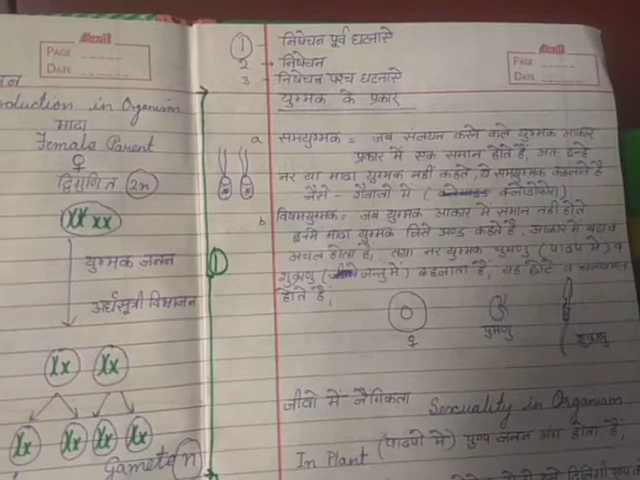 PAGE
DATE
oduction in Organism
मादा
Female Parent
♀
द्विगुणित 2n
XX xx
युग्मक जनन
अर्धसूत्री विभाजन
Xx Xx
Xx Xx Xx Xx
Gamete n
PAGE
DATE
1 - निषेचन पूर्व घटनाऐ
2 → निषेचन
3 - निषेचन पश्च घटनाऐ
युग्मक के प्रकार
a समयुग्मक = जब संलयन करने वाले युग्मक आकार
प्रकार में एक समान होते हैं, अतः इन्हे
नर या मादा युग्मक नही कहते, ये समयुग्मक कहलाते है
जैसे - शैवालो में ( क्लैडोफोरा)
b विषमयुग्मक = जब युग्मक आकार में समान नही होते
इनमे मादा युग्मक जिसे अण्ड कहते है, आकार में बडा व
अचल होता है, तथा नर युग्मक पुमणु (पादप में) व
1
शुक्राणु ( जन्तु में) कहलाता है, यह छोटे व
होते है,
♀
पुमणु
शुक्राणु
जीवो में लैंगिकता Sexuality in Organism
In Plant (पादपो में) पुष्प जनन अंग होता है,